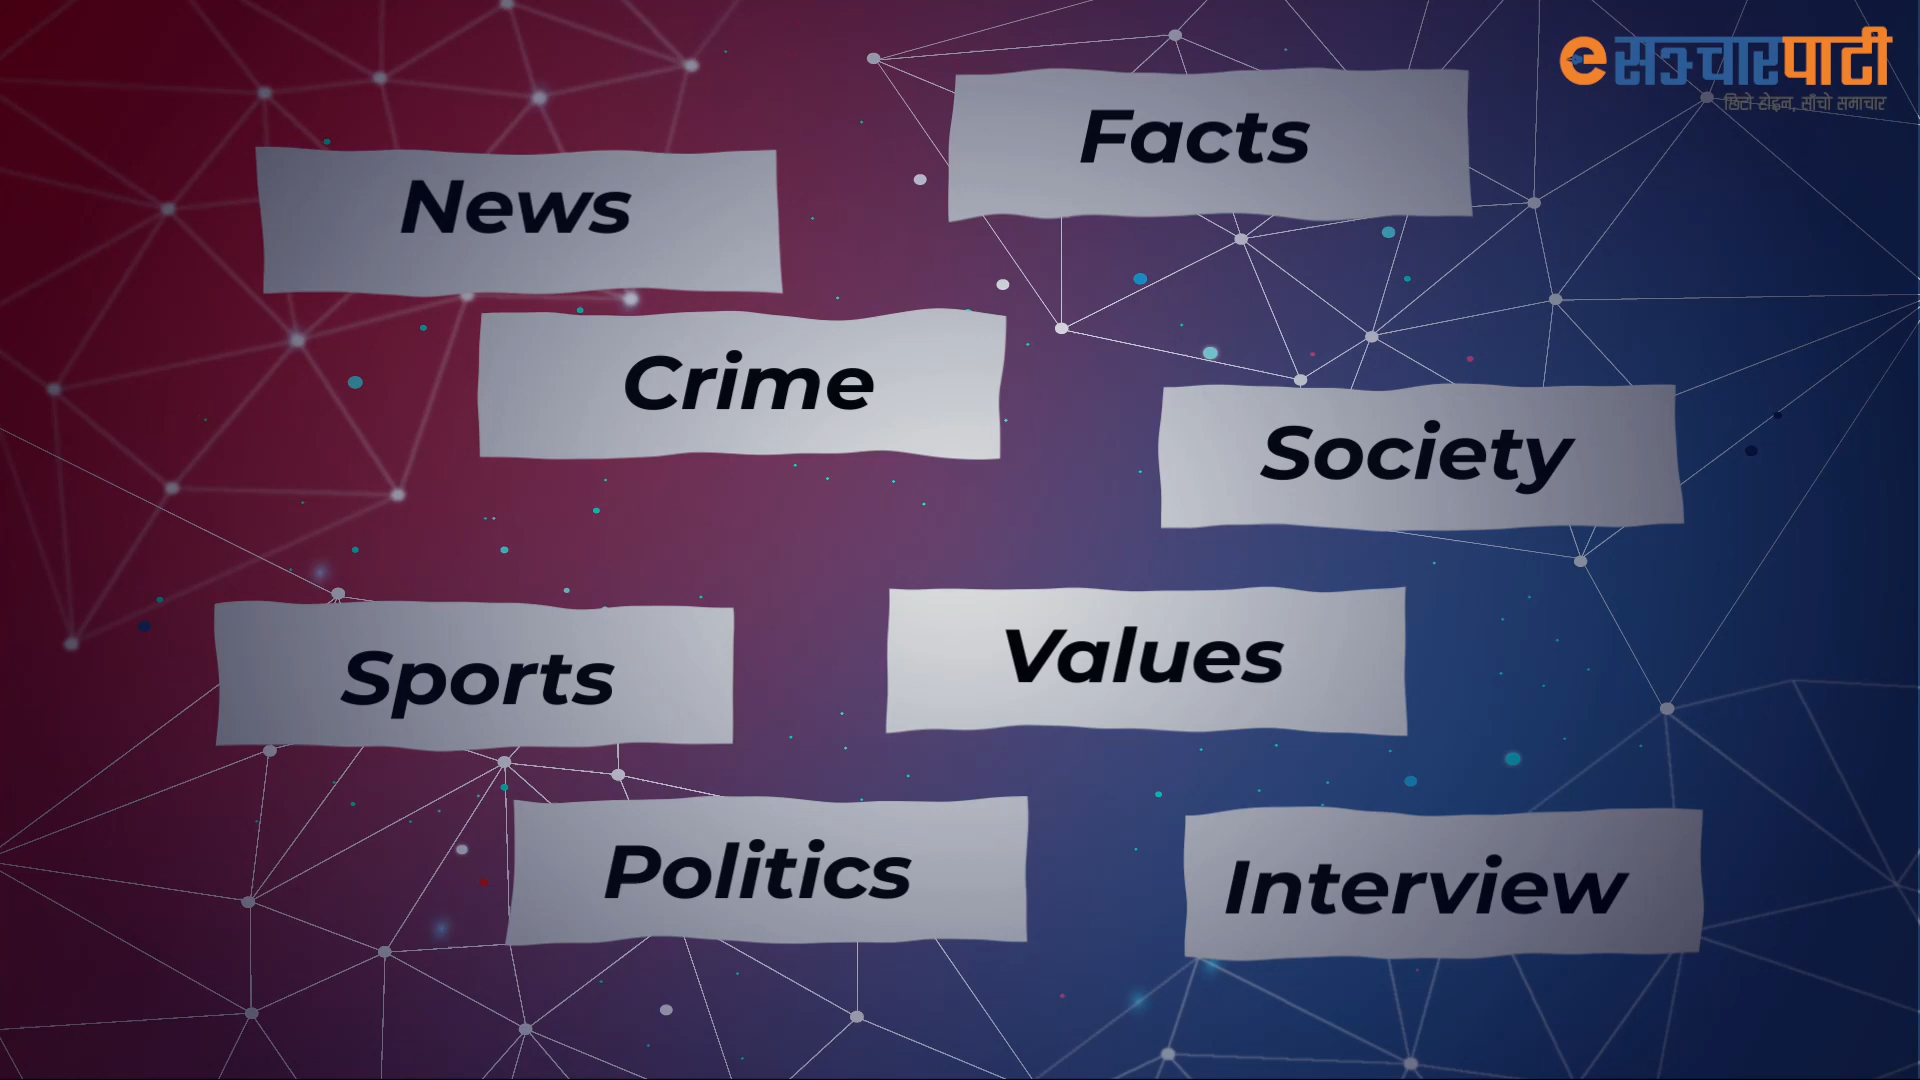 eसञ्चारपाटी
छिटो होइन, साँचो समाचार
Facts
News
Crime
Society
Sports
Values
Politics
Interview